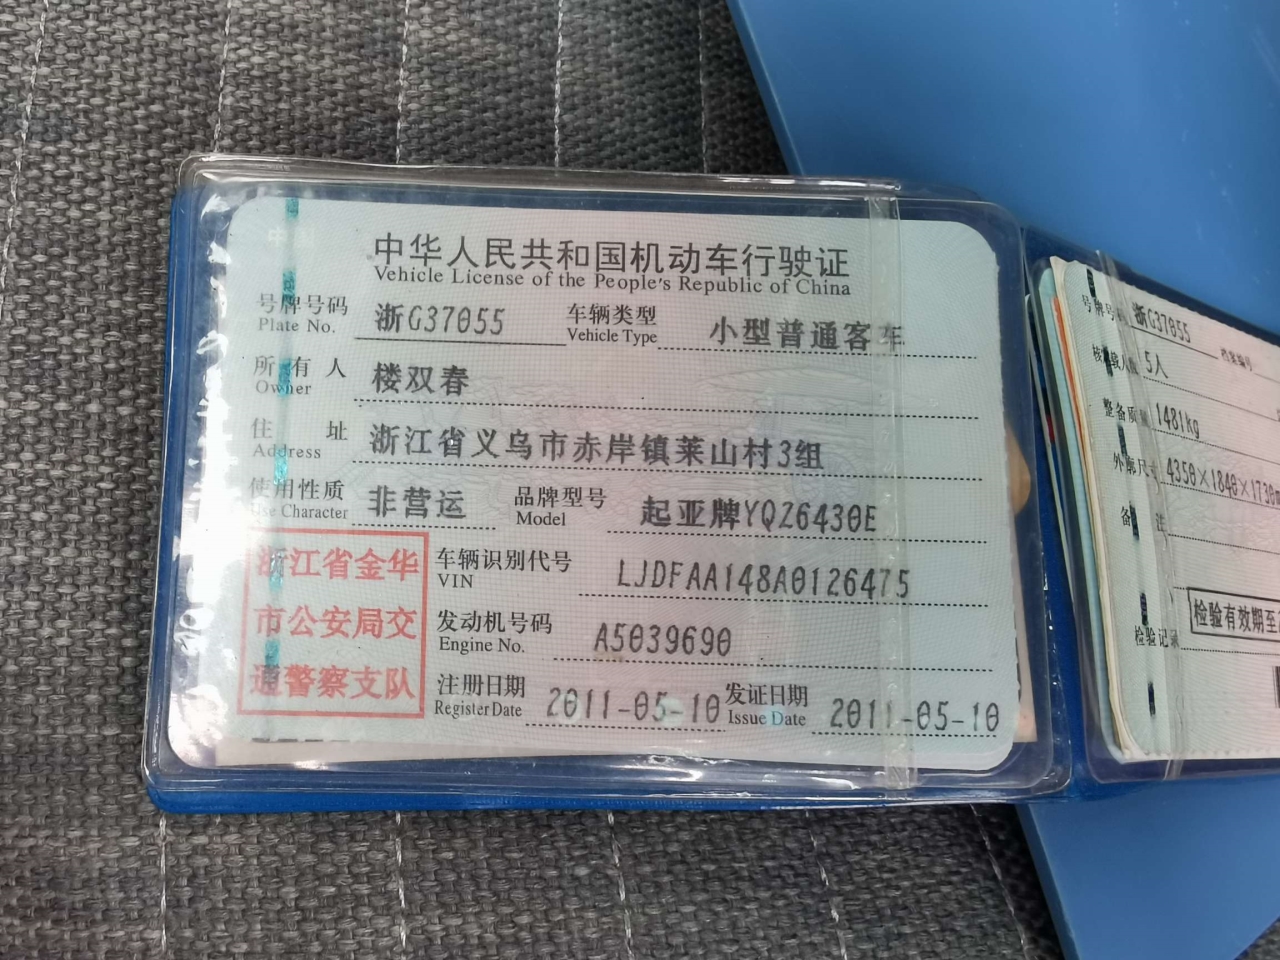 中华人民共和国机动车行驶证
Vehicle License of the People's Republic of China
号牌号码 浙G37055 车辆类型 小型普通客车
Plate No. Vehicle Type
所有人 楼双春
Owner
住址 浙江省义乌市赤岸镇莱山村3组
Address
使用性质 非营运 品牌型号 起亚牌YQZ6430E
Use Character Model
浙江省金华
市公安局交
通警察支队
车辆识别代号 LJDFAA148A0126475
VIN
发动机号码 A5039690
Engine No.
注册日期 2011-05-10 发证日期 2011-05-10
Register Date Issue Date
号牌号码 浙G37055 档案编号
核定载人数 5人
整备质量 1481kg
外廓尺寸 4350×1840×1730
备注
检验有效期至
检验记录